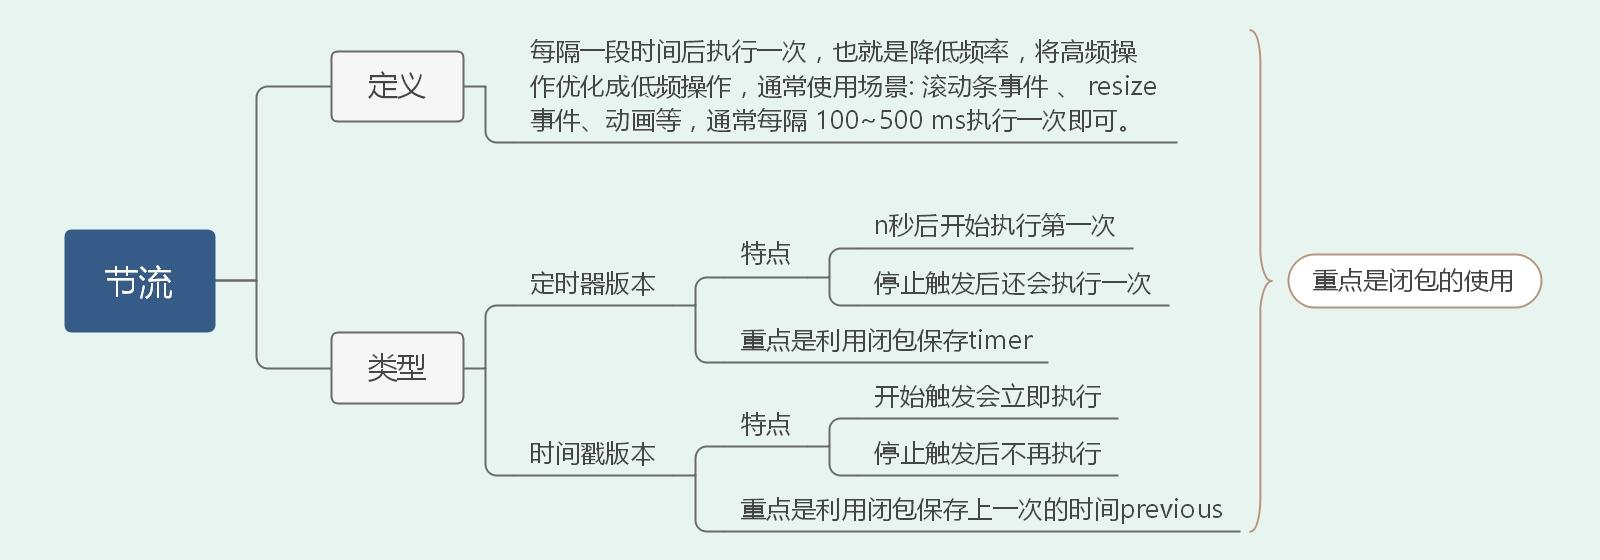 节流
定义
每隔一段时间后执行一次，也就是降低频率，将高频操
作优化成低频操作，通常使用场景: 滚动条事件 、 resize
事件、动画等，通常每隔 100~500 ms执行一次即可。
类型
定时器版本
特点
n秒后开始执行第一次
停止触发后还会执行一次
重点是利用闭包保存timer
时间戳版本
特点
开始触发会立即执行
停止触发后不再执行
重点是利用闭包保存上一次的时间previous
重点是闭包的使用